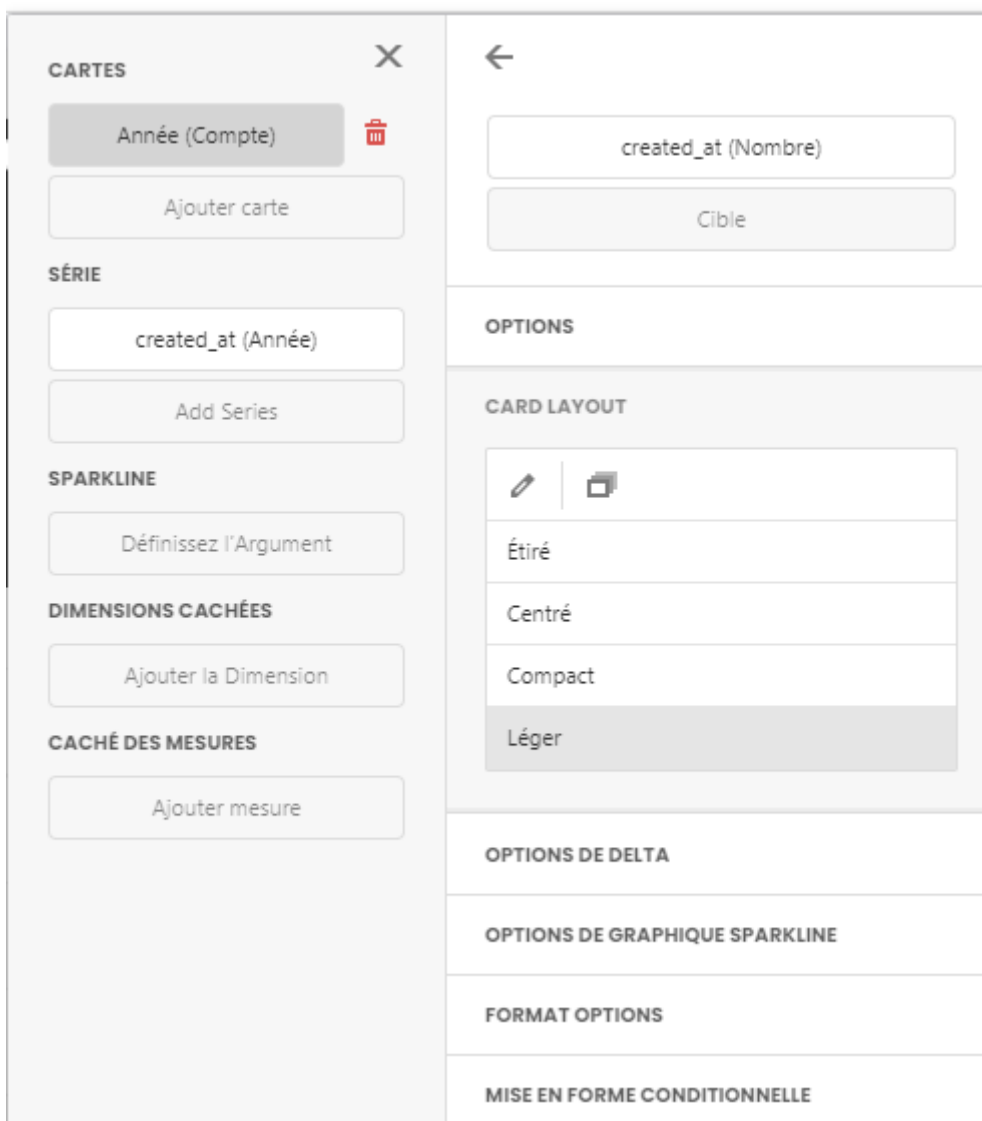 CARTES
Année (Compte)
Ajouter carte
SÉRIE
created_at (Année)
Add Series
SPARKLINE
Définissez l'Argument
DIMENSIONS CACHÉES
Ajouter la Dimension
CACHÉ DES MESURES
Ajouter mesure
created_at (Nombre)
Cible
OPTIONS
CARD LAYOUT
Étiré
Centré
Compact
Léger
OPTIONS DE DELTA
OPTIONS DE GRAPHIQUE SPARKLINE
FORMAT OPTIONS
MISE EN FORME CONDITIONNELLE